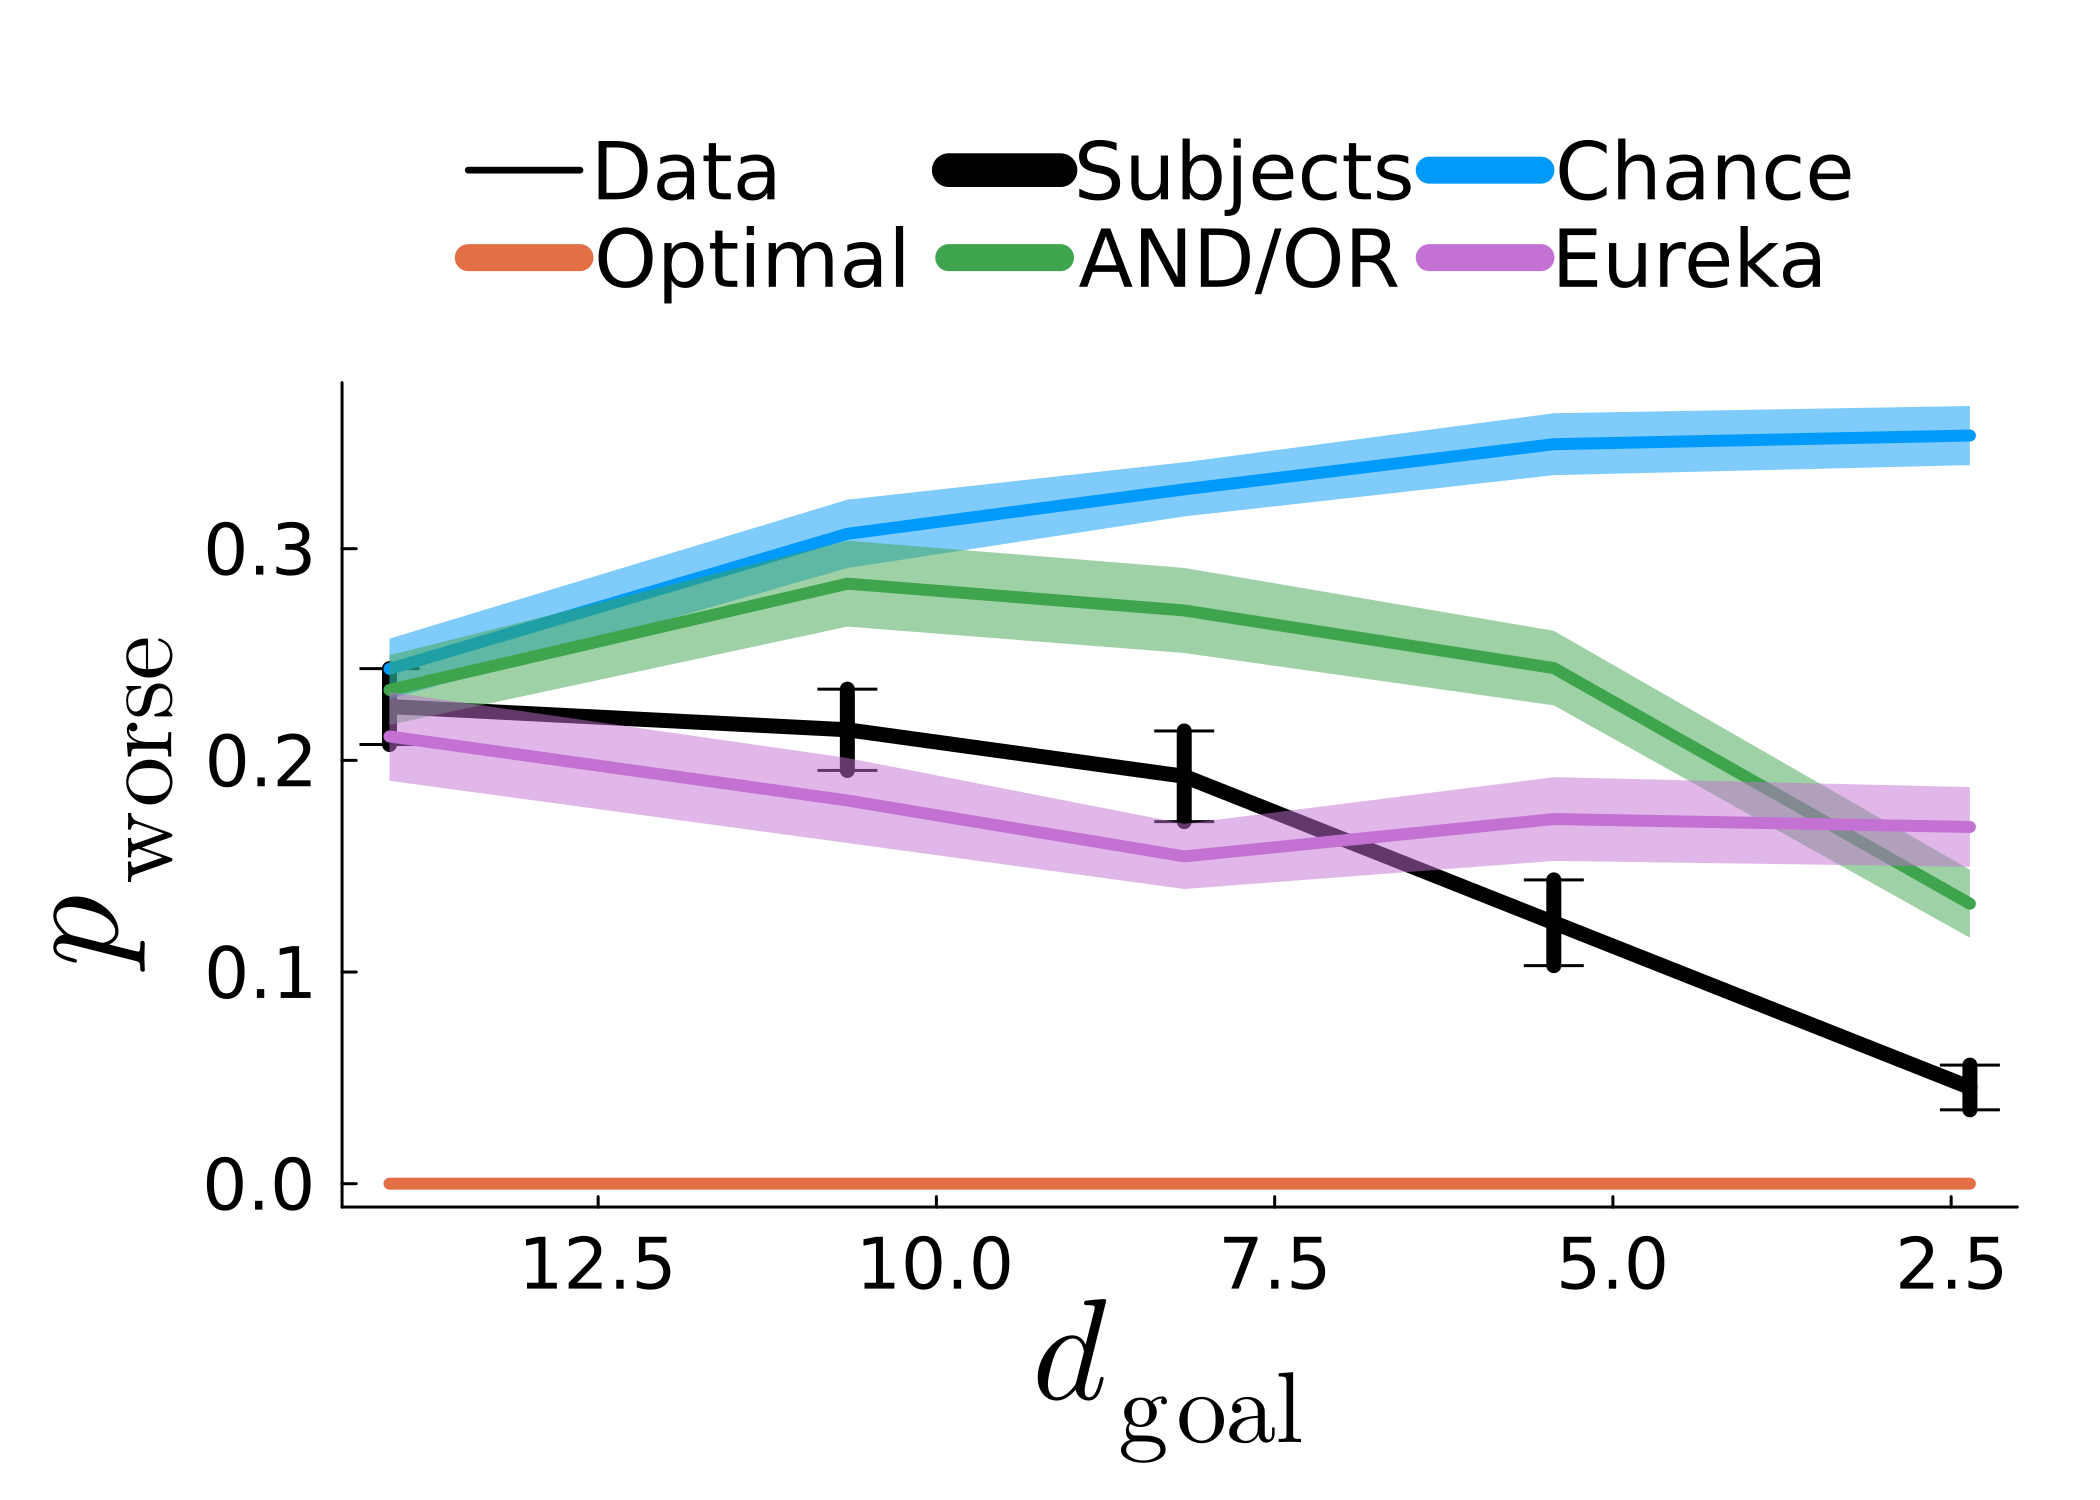 Data Subjects Chance
Optimal AND/OR Eureka
0.3
0.2
0.1
0.0
p worse
12.5 10.0 7.5 5.0 2.5
d goal